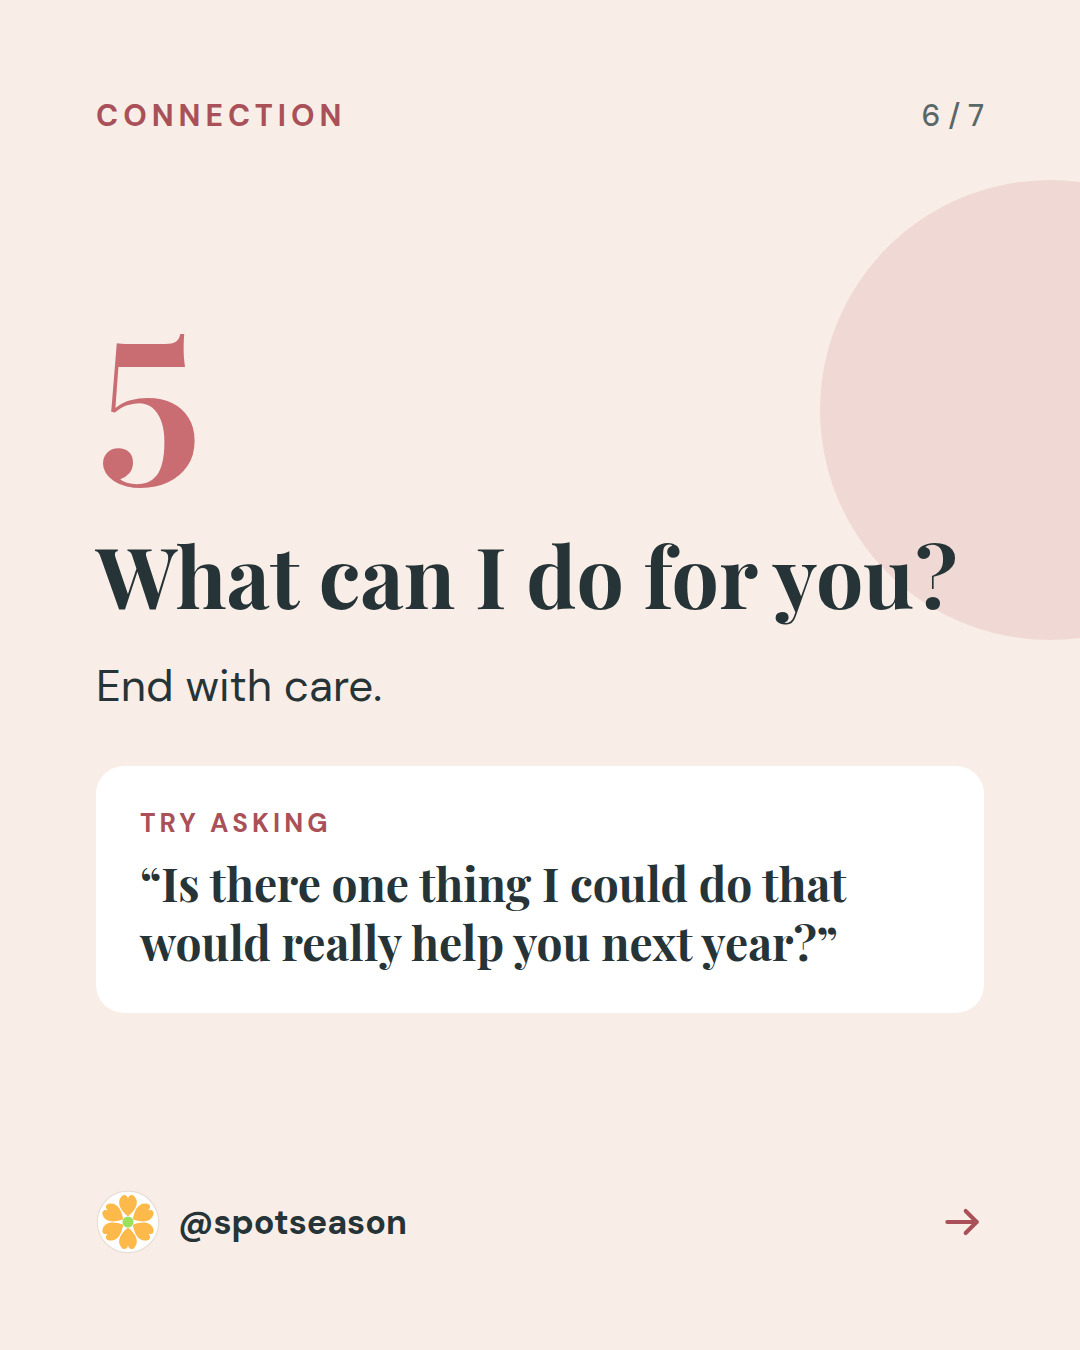 CONNECTION
6 / 7
5
What can I do for you?
End with care.
TRY ASKING
“Is there one thing I could do that
would really help you next year?”
@spotseason
→